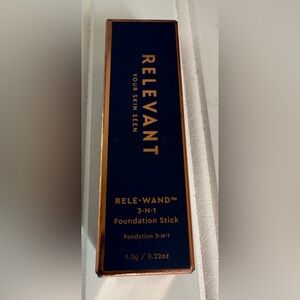 RELEVANT
YOUR SKIN SEEN
RELE-WAND™
3-N-1
Foundation Stick
Fondation 3-N-1
6.3g / 0.22oz